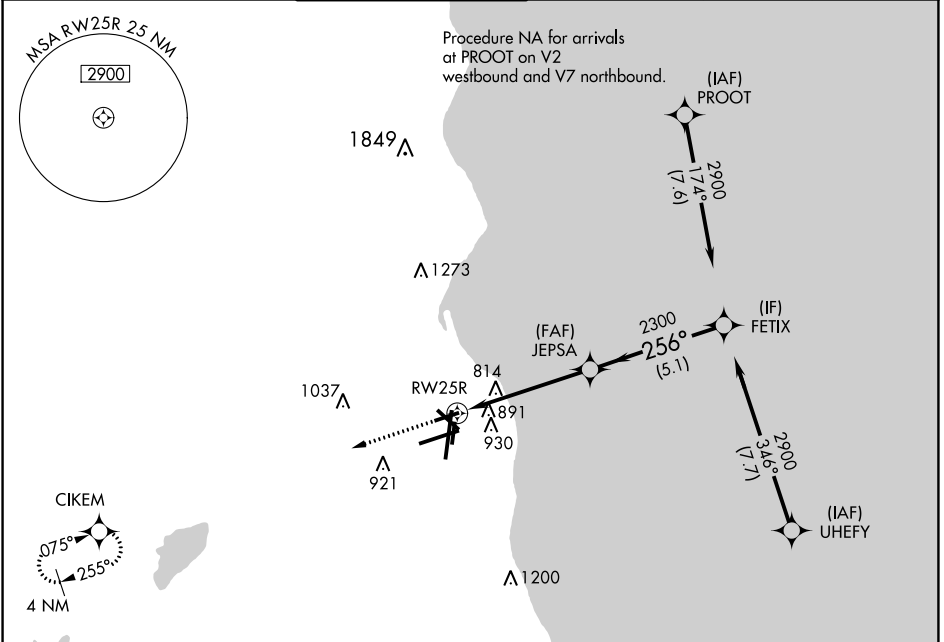 MSA RW25R 25 NM
2900
Procedure NA for arrivals
at PROOT on V2
westbound and V7 northbound.
(IAF)
PROOT
1849
2900
174°
(7.6)
1273
(IF)
FETIX
(FAF)
JEPSA
2300
256°
(5.1)
814
RW25R
1037
891
930
921
2900
346°
(7.7)
(IAF)
UHEFY
CIKEM
075°
255°
4 NM
1200